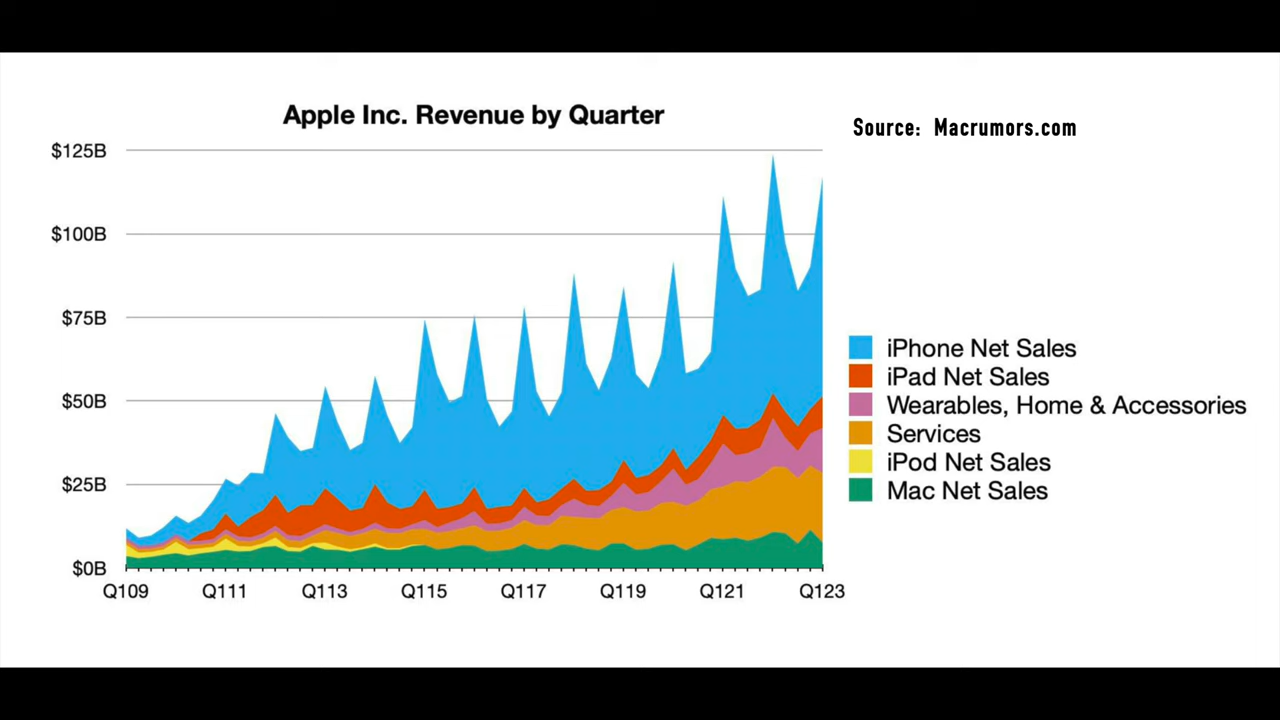 Apple Inc. Revenue by Quarter
Source: Macrumors.com
$125B
$100B
$75B
$50B
$25B
$0B
Q109 Q111 Q113 Q115 Q117 Q119 Q121 Q123
iPhone Net Sales
iPad Net Sales
Wearables, Home & Accessories
Services
iPod Net Sales
Mac Net Sales